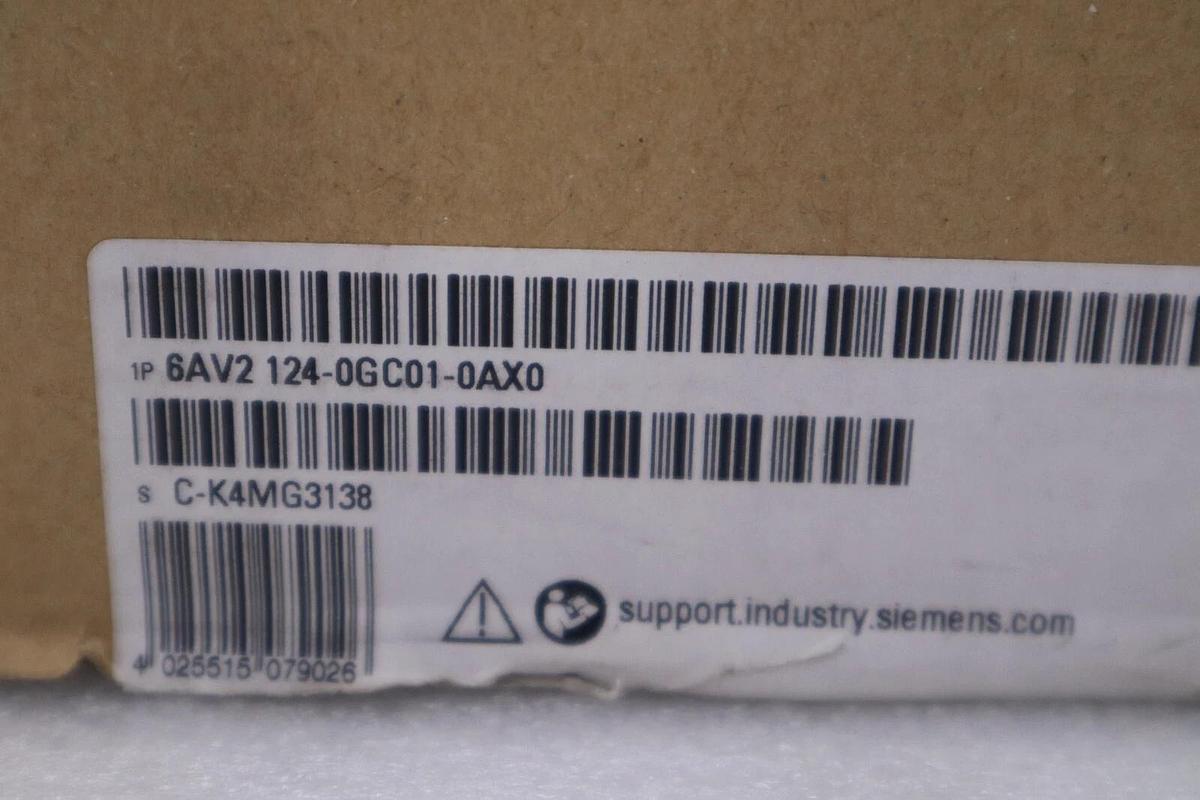 1P 6AV2 124-0GC01-0AX0
S C-K4MG3138
support.industry.siemens.com
4 025515 079026